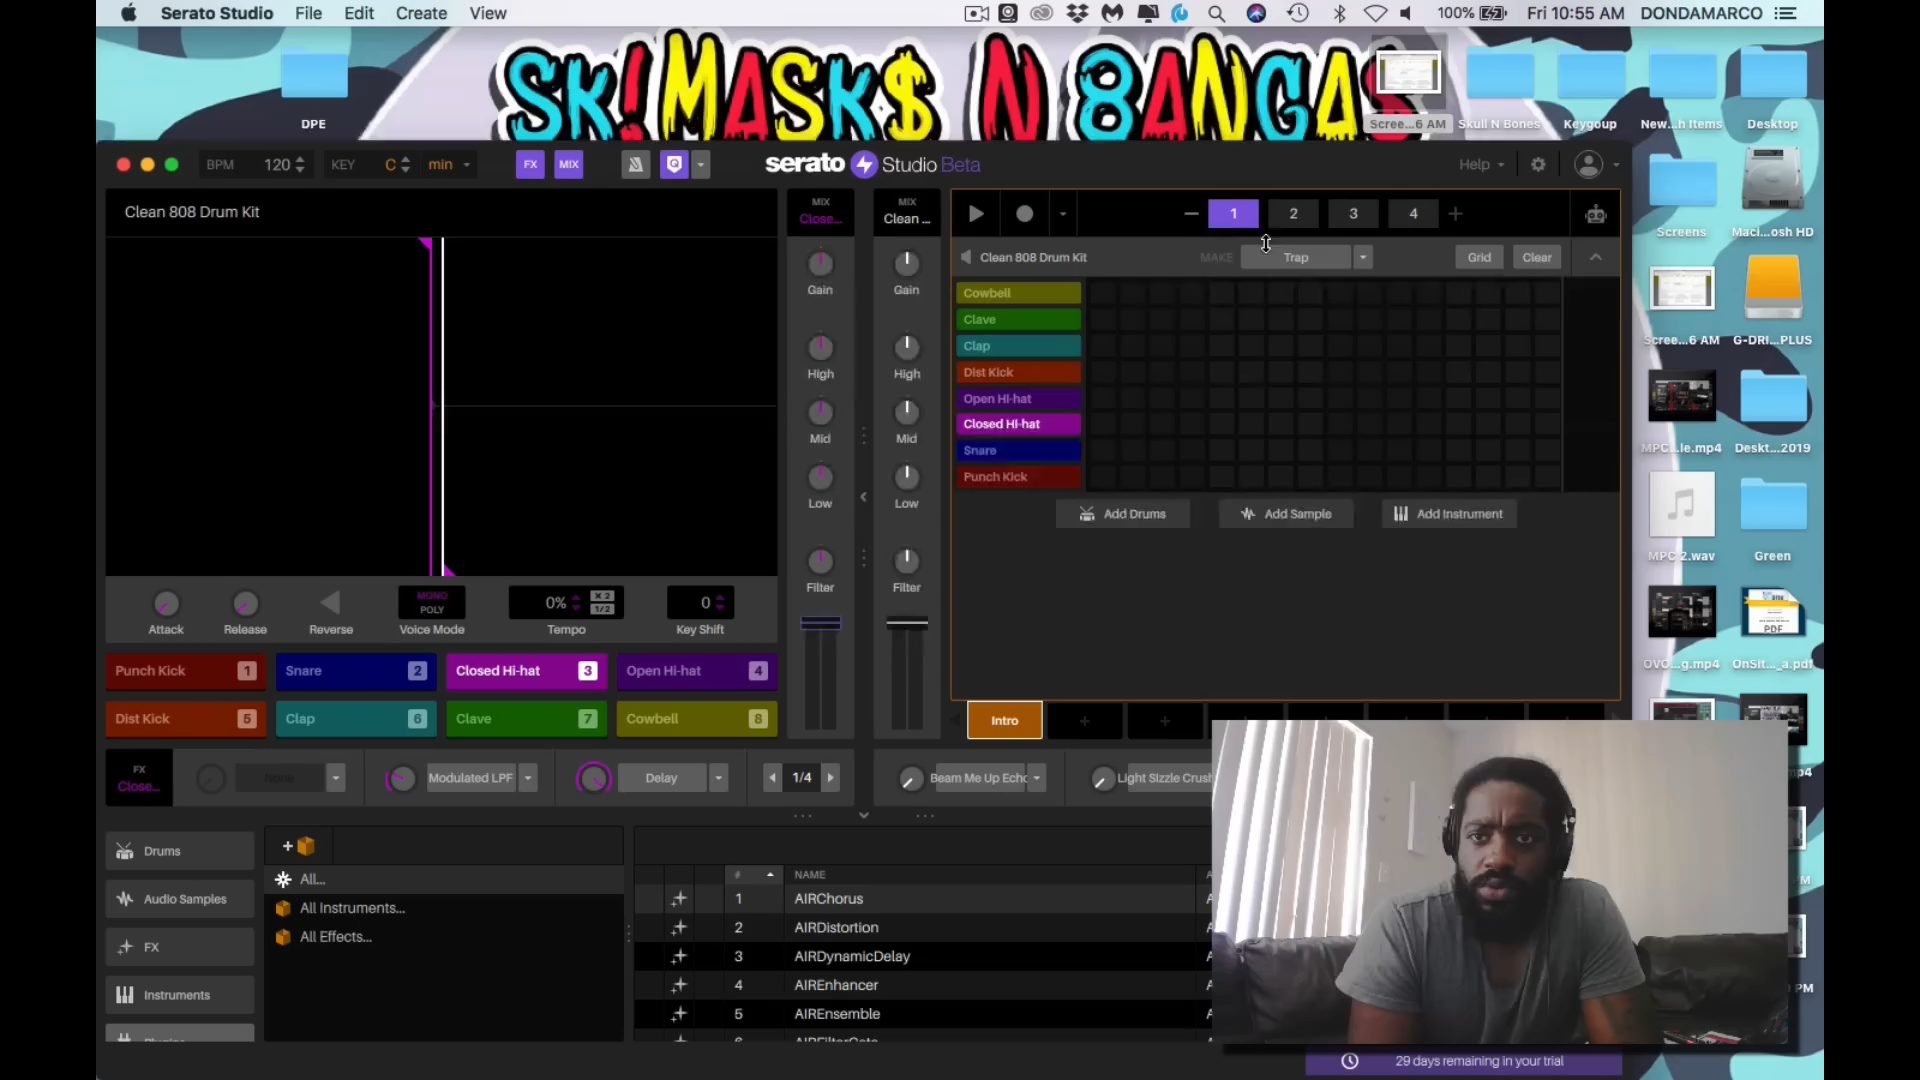 Serato Studio File Edit Create View 100% Fri 10:55 AM DONDAMARCO
SK!MASK$ N 8ANGAS
DPE
Scree...6 AM Skull N Bones Keygoup New...h Items Desktop
BPM 120 KEY C min FX MIX serato Studio Beta Help
Clean 808 Drum Kit
MIX
Close...
MIX
Clean ...
1 2 3 4
Clean 808 Drum Kit MAKE Trap Grid Clear
Screens Maci...osh HD
Cowbell
Clave
Clap
Dist Kick
Open Hi-hat
Closed Hi-hat
Snare
Punch Kick
Gain Gain
High High
Mid Mid
Low Low
Filter Filter
Add Drums Add Sample Add Instrument
Scree...6 AM G-DRI...PLUS
MPC...le.mp4 Deskt...2019
MPC 2.wav Green
PDF
OVO...g.mp4 OnSit..._a.pdf
MONO
POLY
0% X 2
1/2
0
Attack Release Reverse Voice Mode Tempo Key Shift
Punch Kick 1 Snare 2 Closed Hi-hat 3 Open Hi-hat 4
Dist Kick 5 Clap 6 Clave 7 Cowbell 8
Intro
FX
Close...
None Modulated LPF Delay 1/4 Beam Me Up Echo Light Sizzle Crush
Drums
Audio Samples
FX
Instruments
All...
All Instruments...
All Effects...
# NAME
1 AIRChorus
2 AIRDistortion
3 AIRDynamicDelay
4 AIREnhancer
5 AIREnsemble
29 days remaining in your trial